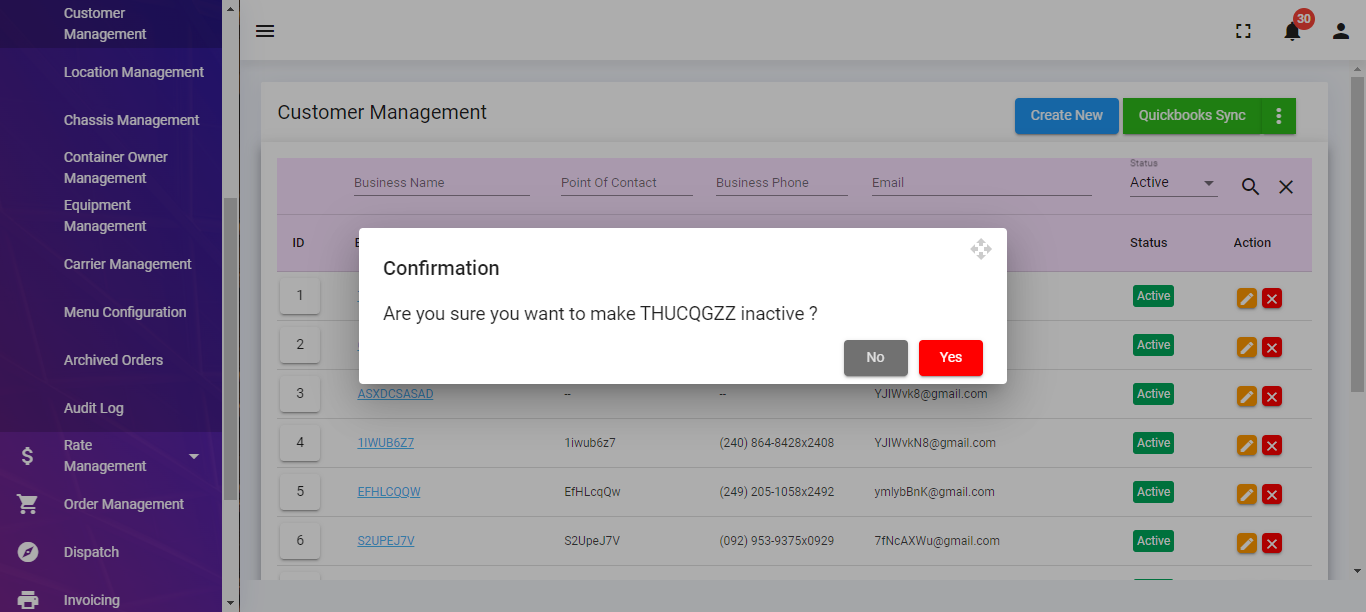 Customer
Management
Location Management
Chassis Management
Container Owner
Management
Equipment
Management
Carrier Management
Menu Configuration
Archived Orders
Audit Log
Rate
Management
Order Management
Dispatch
Invoicing
30
Customer Management
Create New
Quickbooks Sync
Status
Business Name Point Of Contact Business Phone Email Active
ID Status Action
Confirmation
Are you sure you want to make THUCQGZZ inactive ?
No Yes
1 Active
2 Active
3 ASXDCSASAD -- -- YJIWvk8@gmail.com Active
4 1IWUB6Z7 1iwub6z7 (240) 864-8428x2408 YJIWvkN8@gmail.com Active
5 EFHLCQQW EfHLcqQw (249) 205-1058x2492 ymlybBnK@gmail.com Active
6 S2UPEJ7V S2UpeJ7V (092) 953-9375x0929 7fNcAXWu@gmail.com Active